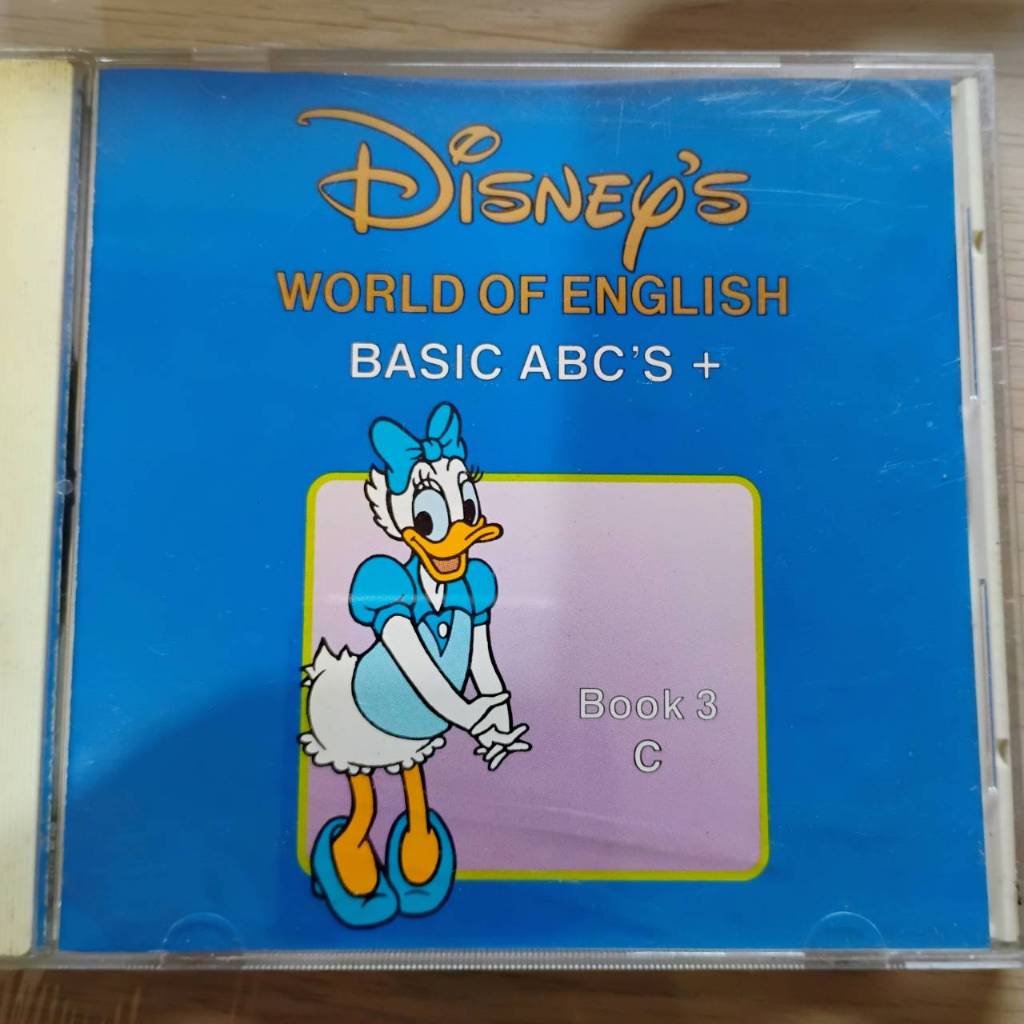 DISNEY'S
WORLD OF ENGLISH
BASIC ABC'S +
Book 3
C